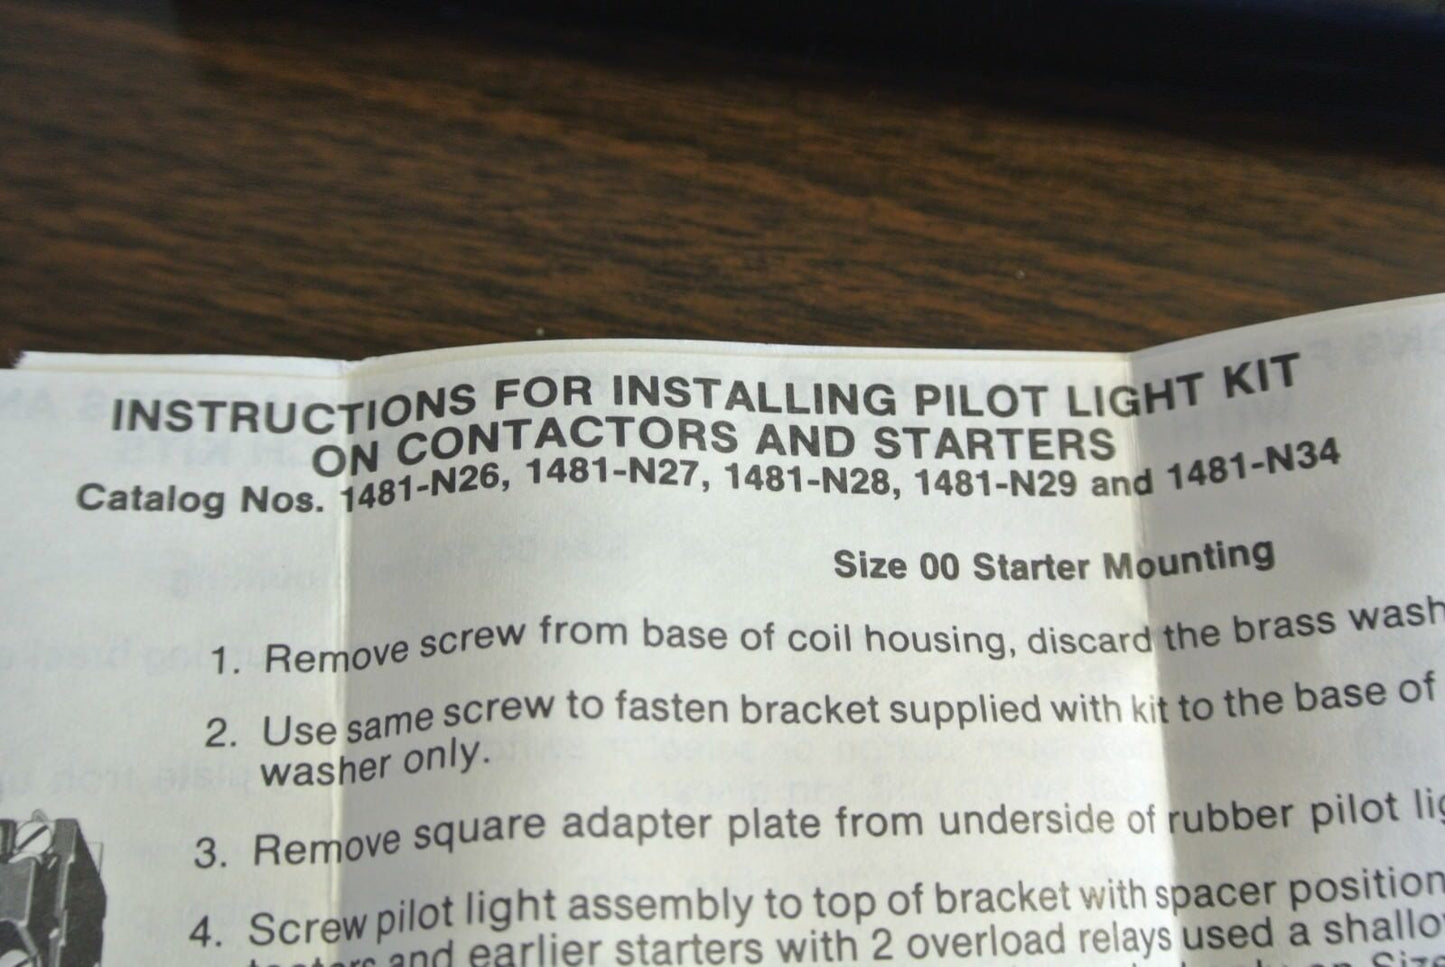 INSTRUCTIONS FOR INSTALLING PILOT LIGHT KIT
ON CONTACTORS AND STARTERS
Catalog Nos. 1481-N26, 1481-N27, 1481-N28, 1481-N29 and 1481-N34
Size 00 Starter Mounting
1. Remove screw from base of coil housing, discard the brass wash
2. Use same screw to fasten bracket supplied with kit to the base of
washer only.
3. Remove square adapter plate from underside of rubber pilot lig
4. Screw pilot light assembly to top of bracket with spacer position
and earlier starters with 2 overload relays used a shallo